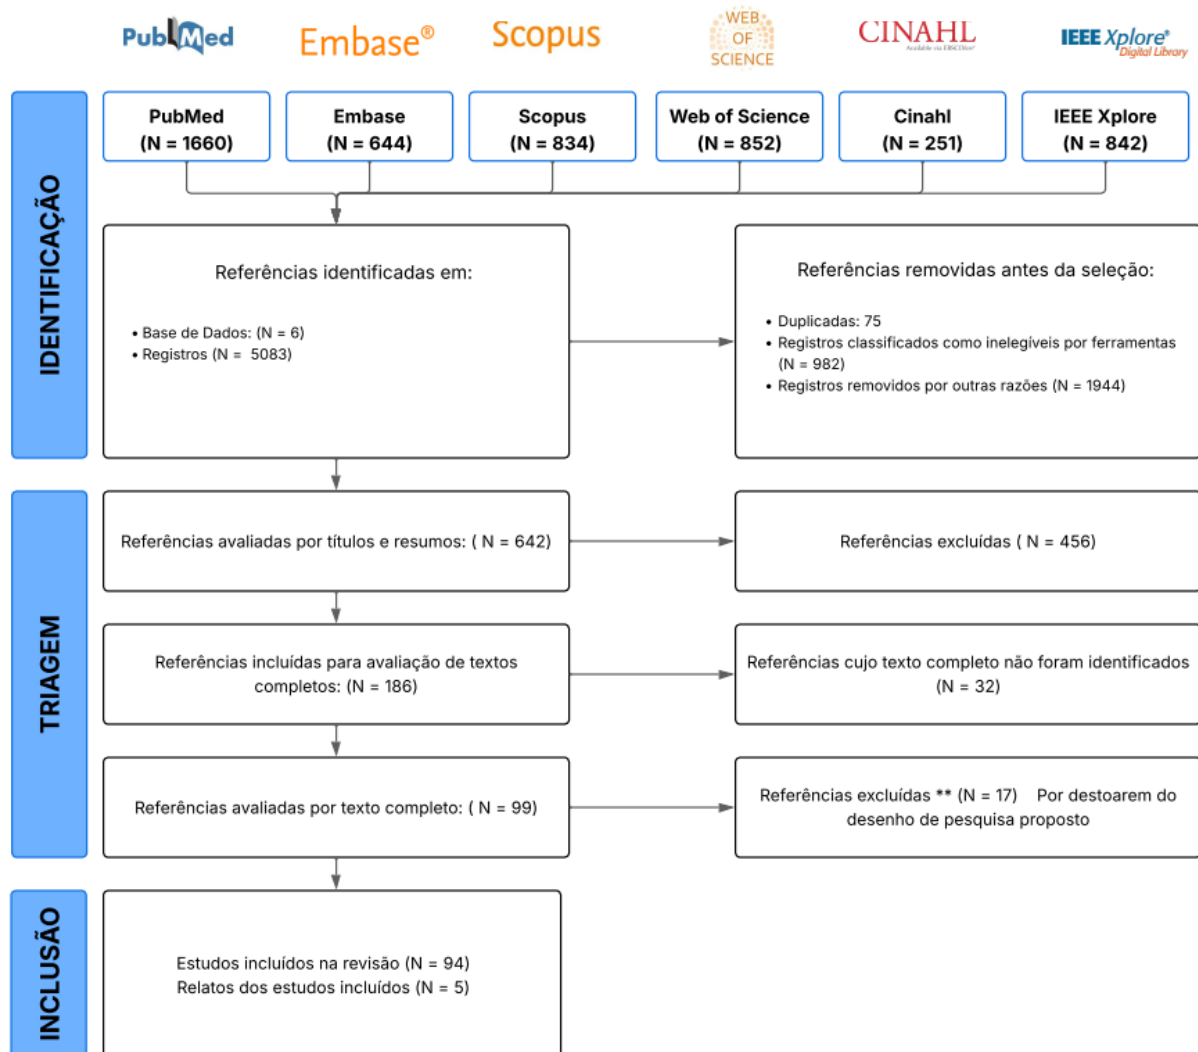 PubMed
Embase®
Scopus
WEB
OF
SCIENCE
CINAHL
Available via EBSCOhost
IEEE Xplore®
Digital Library
PubMed
(N = 1660)
Embase
(N = 644)
Scopus
(N = 834)
Web of Science
(N = 852)
Cinahl
(N = 251)
IEEE Xplore
(N = 842)
IDENTIFICAÇÃO
Referências identificadas em:
• Base de Dados: (N = 6)
• Registros (N = 5083)
Referências removidas antes da seleção:
• Duplicadas: 75
• Registros classificados como inelegíveis por ferramentas
(N = 982)
• Registros removidos por outras razões (N = 1944)
TRIAGEM
Referências avaliadas por títulos e resumos: ( N = 642)
Referências excluídas ( N = 456)
Referências incluídas para avaliação de textos
completos: (N = 186)
Referências cujo texto completo não foram identificados
(N = 32)
Referências avaliadas por texto completo: ( N = 99)
Referências excluídas ** (N = 17) Por destoarem do
desenho de pesquisa proposto
INCLUSÃO
Estudos incluídos na revisão (N = 94)
Relatos dos estudos incluídos (N = 5)